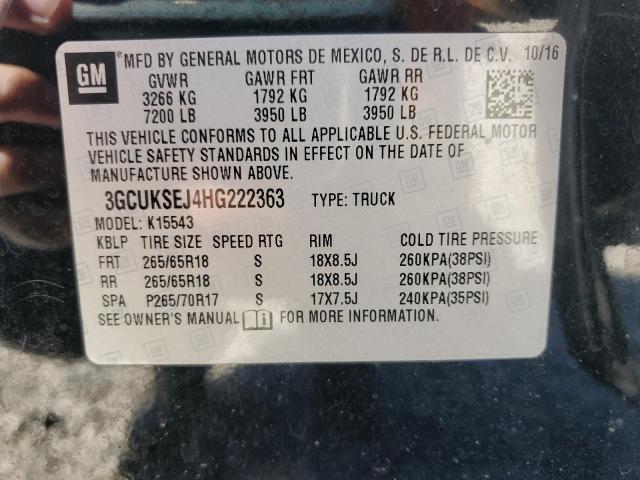 GM
*MFD BY GENERAL MOTORS DE MEXICO, S. DE R.L. DE C.V. 10/16
GVWR GAWR FRT GAWR RR
3266 KG 1792 KG 1792 KG
7200 LB 3950 LB 3950 LB
THIS VEHICLE CONFORMS TO ALL APPLICABLE U.S. FEDERAL MOTOR
VEHICLE SAFETY STANDARDS IN EFFECT ON THE DATE OF
MANUFACTURE SHOWN ABOVE.
3GCUKSEJ4HG222363 TYPE: TRUCK
MODEL: K15543
KBLP TIRE SIZE SPEED RTG RIM COLD TIRE PRESSURE
FRT 265/65R18 S 18X8.5J 260KPA(38PSI)
RR 265/65R18 S 18X8.5J 260KPA(38PSI)
SPA P265/70R17 S 17X7.5J 240KPA(35PSI)
SEE OWNER'S MANUAL FOR MORE INFORMATION.